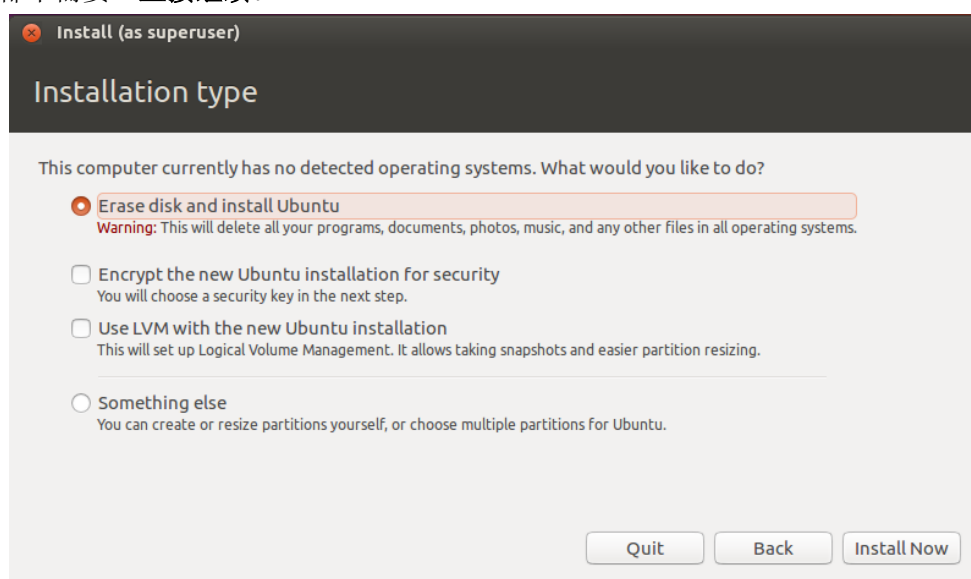 Install (as superuser)
Installation type
This computer currently has no detected operating systems. What would you like to do?
Erase disk and install Ubuntu
Warning: This will delete all your programs, documents, photos, music, and any other files in all operating systems.
Encrypt the new Ubuntu installation for security
You will choose a security key in the next step.
Use LVM with the new Ubuntu installation
This will set up Logical Volume Management. It allows taking snapshots and easier partition resizing.
Something else
You can create or resize partitions yourself, or choose multiple partitions for Ubuntu.
Quit Back Install Now